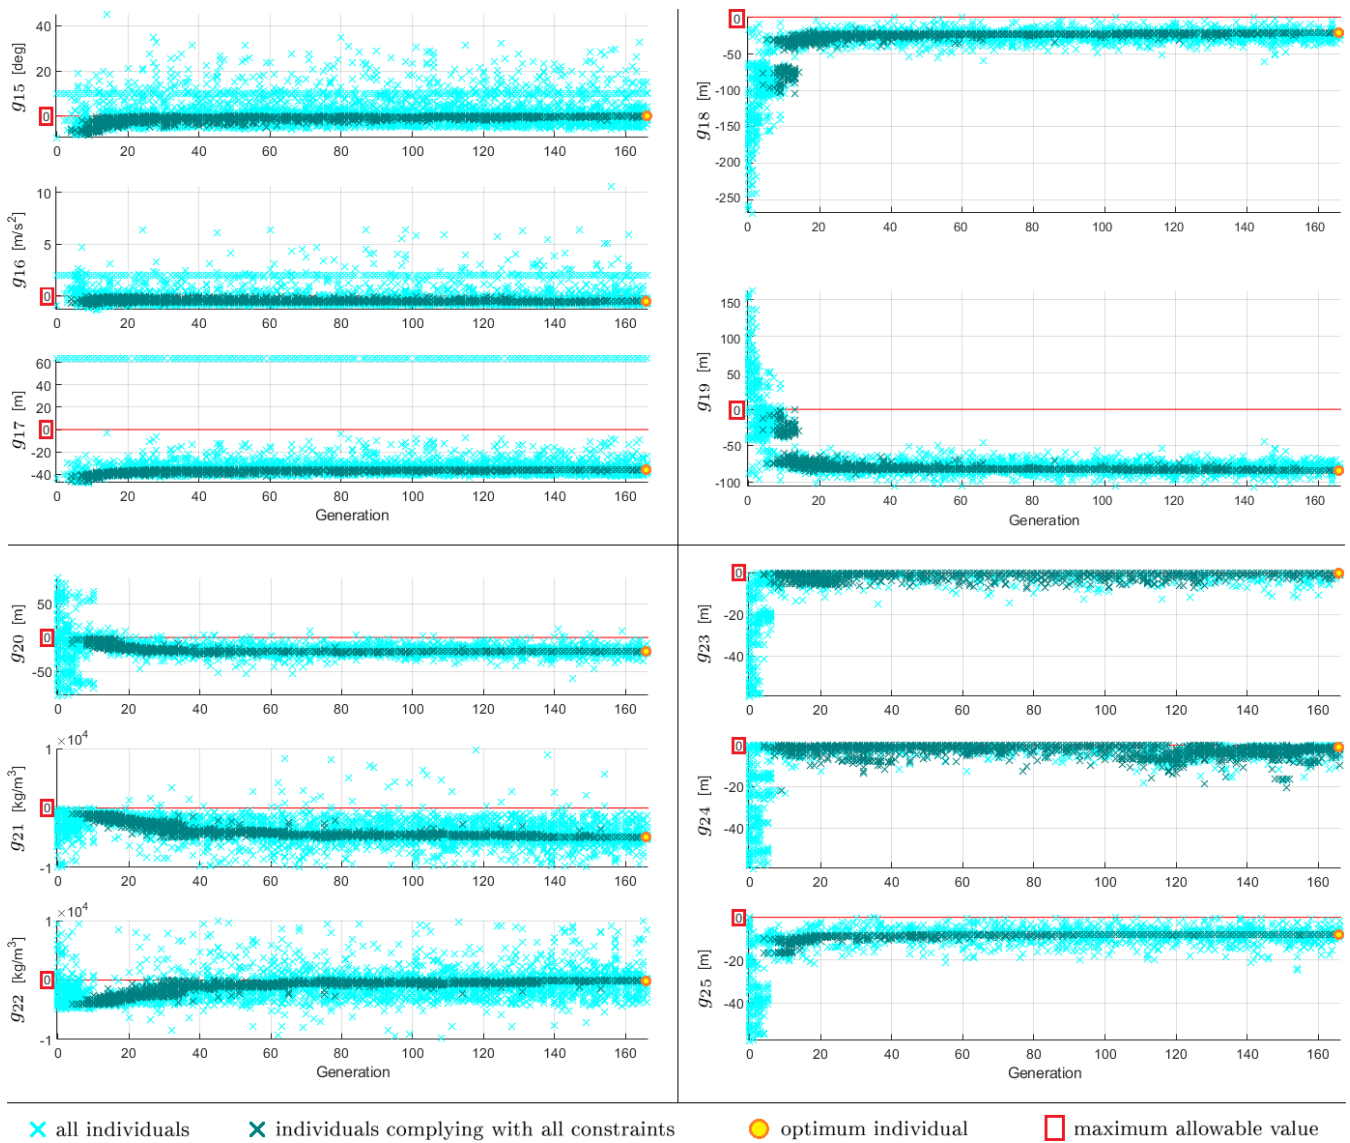 40
20
0
g15 [deg]
0 20 40 60 80 100 120 140 160
10
5
0
g16 [m/s²]
0 20 40 60 80 100 120 140 160
60
40
20
0
-20
-40
g17 [m]
0 20 40 60 80 100 120 140 160
Generation
0
-50
-100
-150
-200
-250
g18 [m]
0 20 40 60 80 100 120 140 160
150
100
50
0
-50
-100
g19 [m]
0 20 40 60 80 100 120 140 160
Generation
50
0
-50
g20 [m]
0 20 40 60 80 100 120 140 160
×10⁴
1
0
-1
g21 [kg/m³]
0 20 40 60 80 100 120 140 160
×10⁴
1
0
-1
g22 [kg/m³]
0 20 40 60 80 100 120 140 160
Generation
0
-20
-40
g23 [m]
0 20 40 60 80 100 120 140 160
0
-20
-40
g24 [m]
0 20 40 60 80 100 120 140 160
0
-20
-40
g25 [m]
0 20 40 60 80 100 120 140 160
Generation
all individuals
individuals complying with all constraints
optimum individual
maximum allowable value